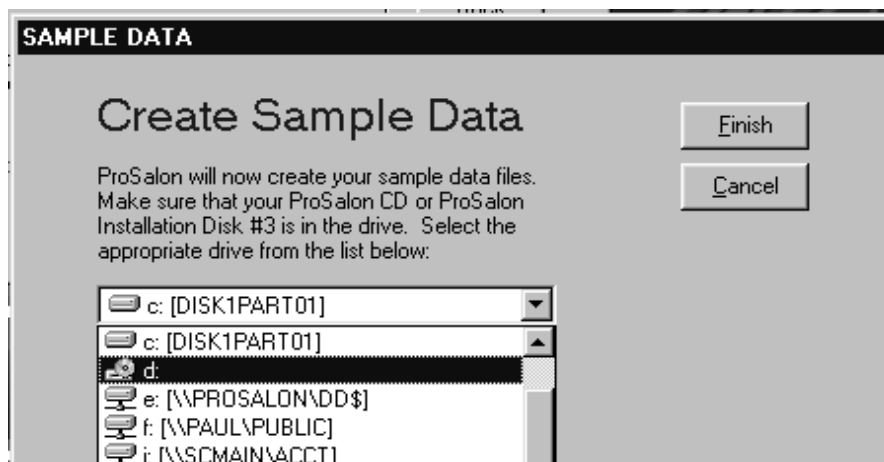 SAMPLE DATA
Create Sample Data
Finish
ProSalon will now create your sample data files.
Make sure that your ProSalon CD or ProSalon
Cancel
Installation Disk #3 is in the drive. Select the
appropriate drive from the list below:
c: [DISK1PART01]
c: [DISK1PART01]
d:
e: [\\PROSALON\DD$]
f: [\\PAUL\PUBLIC]
i: [\\SCMAIN\ACCT]